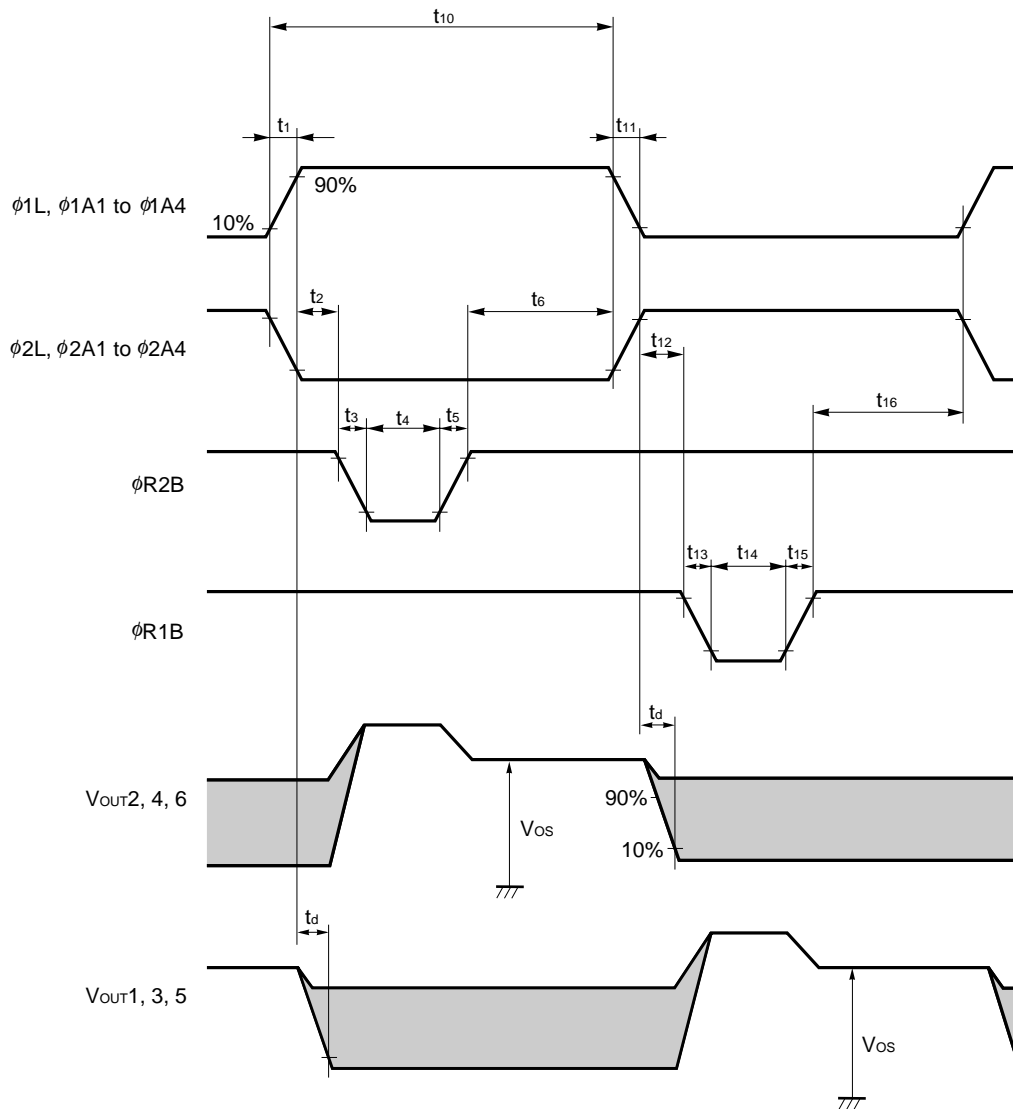 t10
t1
t11
ϕ1L, ϕ1A1 to ϕ1A4
90%
10%
t2
t6
ϕ2L, ϕ2A1 to ϕ2A4
t12
t16
t3
t4
t5
ϕR2B
t13
t14
t15
ϕR1B
td
VOUT2, 4, 6
90%
10%
VOS
td
VOUT1, 3, 5
VOS